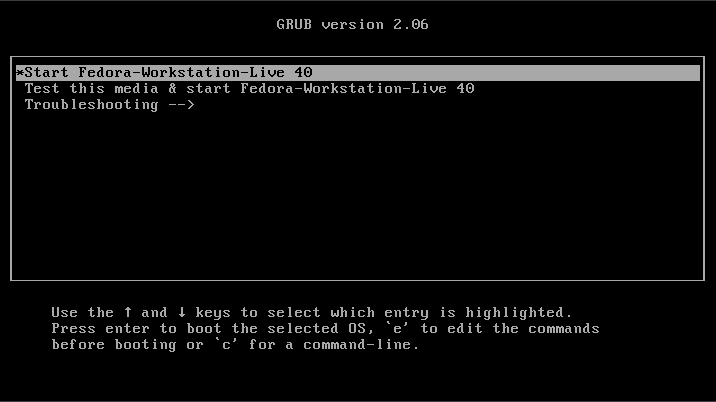 GRUB version 2.06
*Start Fedora-Workstation-Live 40
Test this media & start Fedora-Workstation-Live 40
Troubleshooting -->
Use the ↑ and ↓ keys to select which entry is highlighted.
Press enter to boot the selected OS, `e' to edit the commands
before booting or `c' for a command-line.